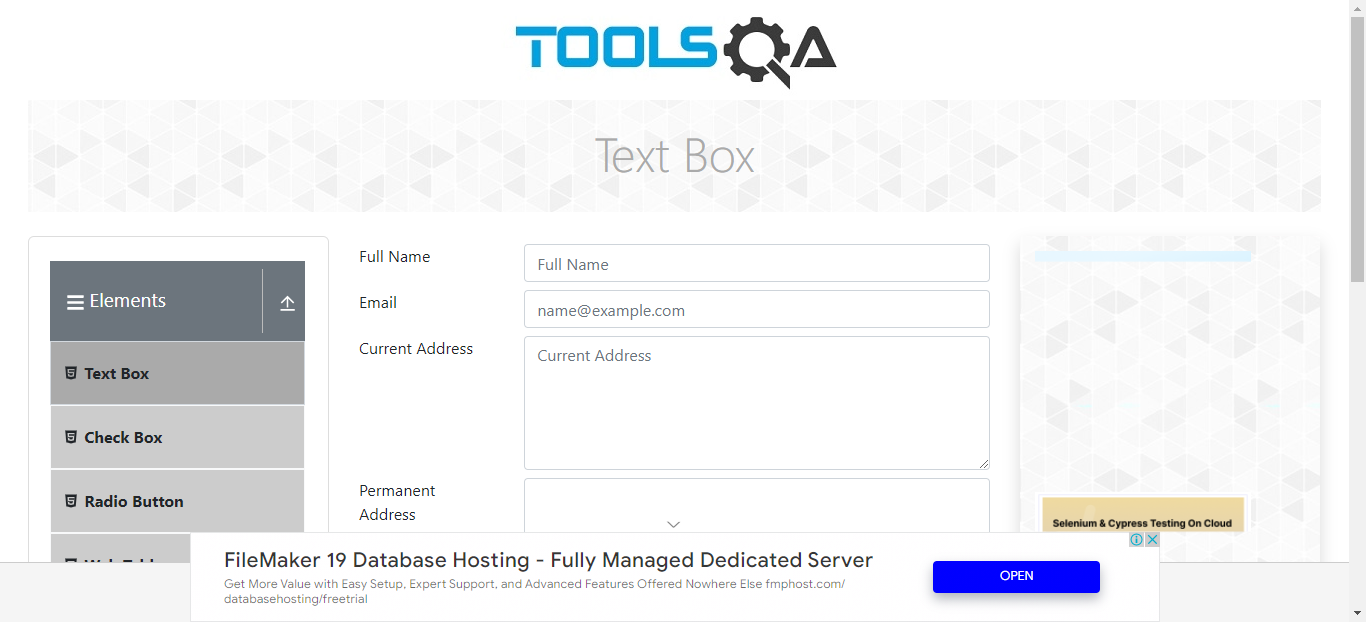 TOOLSQA
Text Box
Elements
Text Box
Check Box
Radio Button
Full Name
Full Name
Email
name@example.com
Current Address
Current Address
Permanent
Address
Selenium & Cypress Testing On Cloud
FileMaker 19 Database Hosting - Fully Managed Dedicated Server
Get More Value with Easy Setup, Expert Support, and Advanced Features Offered Nowhere Else fmphost.com/
databasehosting/freetrial
OPEN